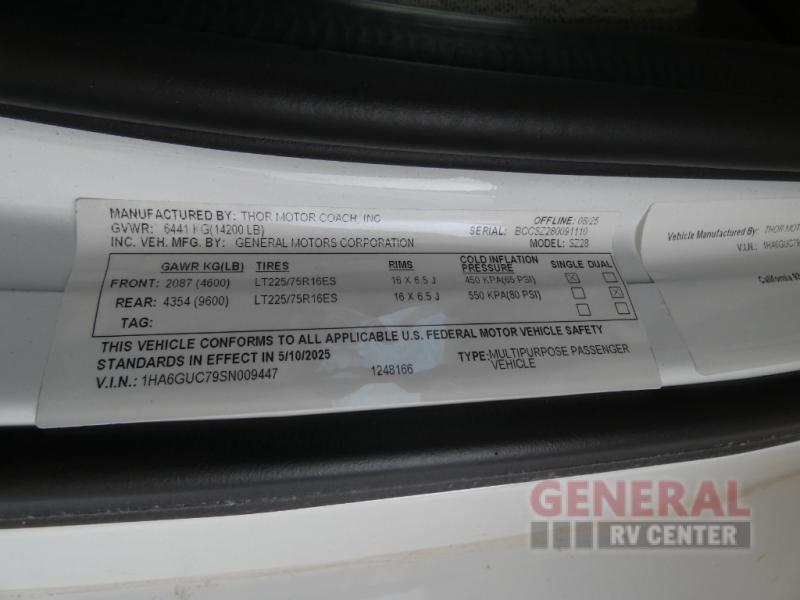 MANUFACTURED BY: THOR MOTOR COACH, INC OFFLINE: 08/25
GVWR: 6441 KG(14200 LB) SERIAL: BCCSZ280091110
INC. VEH. MFG. BY: GENERAL MOTORS CORPORATION MODEL: SZ28
GAWR KG(LB) TIRES RIMS COLD INFLATION PRESSURE SINGLE DUAL
FRONT: 2087 (4600) LT225/75R16ES 16 X 6.5 J 450 KPA(65 PSI)
REAR: 4354 (9600) LT225/75R16ES 16 X 6.5 J 550 KPA(80 PSI)
TAG:
THIS VEHICLE CONFORMS TO ALL APPLICABLE U.S. FEDERAL MOTOR VEHICLE SAFETY
STANDARDS IN EFFECT IN 5/10/2025 TYPE: MULTIPURPOSE PASSENGER
VEHICLE
V.I.N.: 1HA6GUC79SN009447 1248166
Vehicle Manufactured By: THOR MOT
V.I.N.: 1HA6GUC79
California
GENERAL
RV CENTER